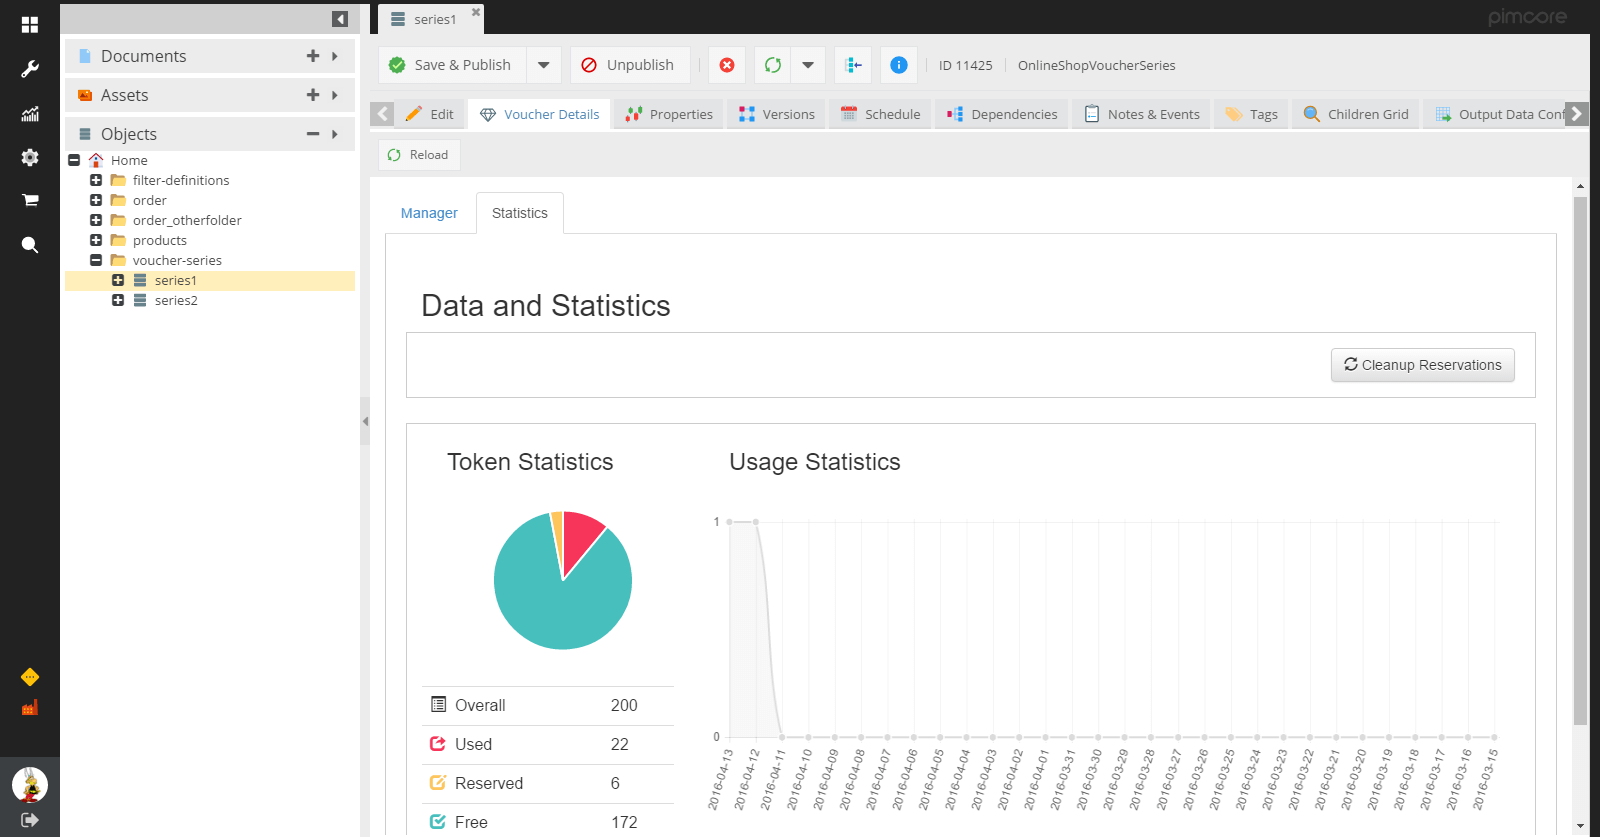 series1
pimcore
Documents
Assets
Objects
Home
filter-definitions
order
order_otherfolder
products
voucher-series
series1
series2
Save & Publish
Unpublish
ID 11425
OnlineShopVoucherSeries
Edit
Voucher Details
Properties
Versions
Schedule
Dependencies
Notes & Events
Tags
Children Grid
Output Data Conf
Reload
Manager
Statistics
Data and Statistics
Cleanup Reservations
Token Statistics
Overall 200
Used 22
Reserved 6
Free 172
Usage Statistics
1
0
2016-04-13
2016-04-12
2016-04-11
2016-04-10
2016-04-09
2016-04-08
2016-04-07
2016-04-06
2016-04-05
2016-04-04
2016-04-03
2016-04-02
2016-04-01
2016-03-31
2016-03-30
2016-03-29
2016-03-28
2016-03-27
2016-03-26
2016-03-25
2016-03-24
2016-03-23
2016-03-22
2016-03-21
2016-03-20
2016-03-19
2016-03-18
2016-03-17
2016-03-16
2016-03-15